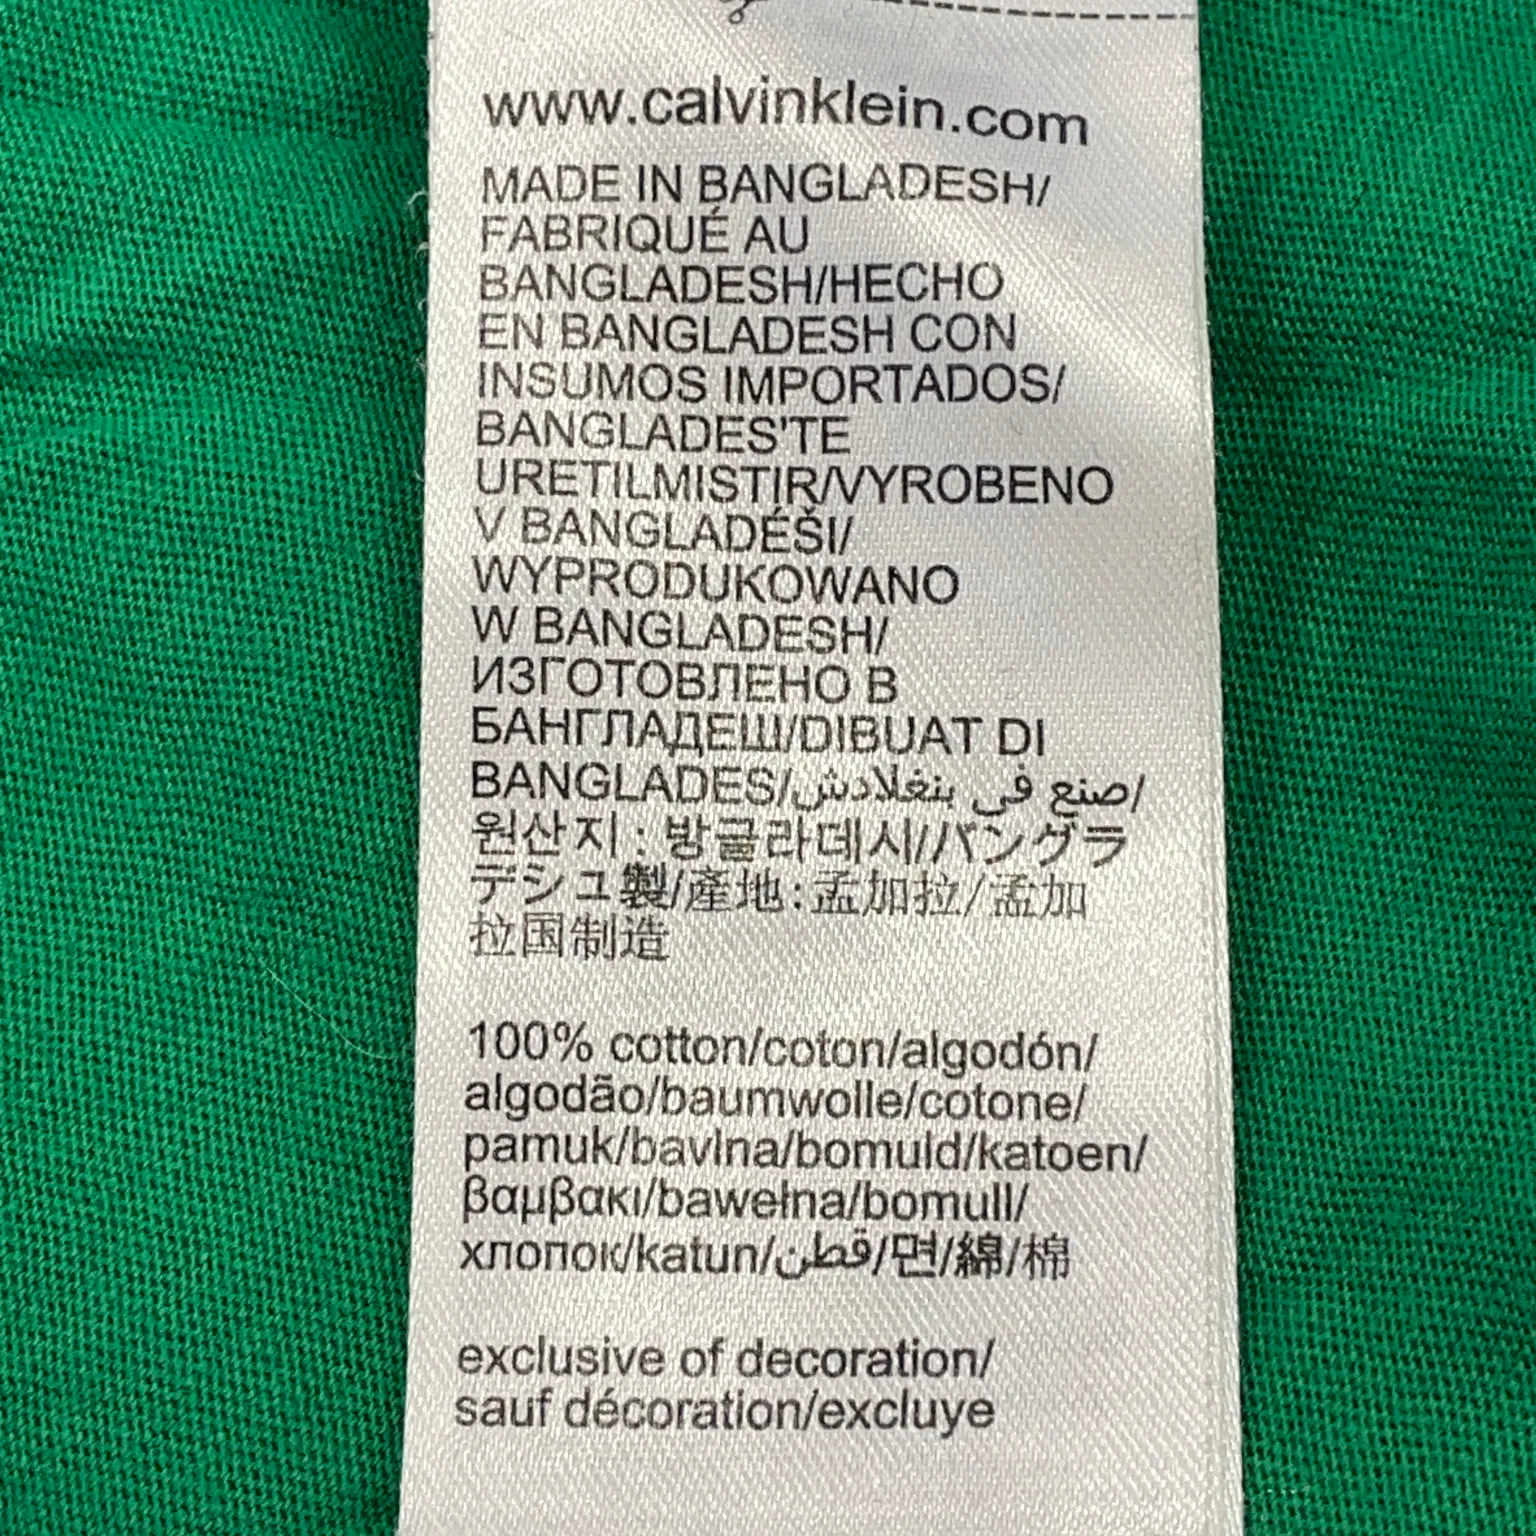 www.calvinklein.com
MADE IN BANGLADESH/
FABRIQUÉ AU
BANGLADESH/HECHO
EN BANGLADESH CON
INSUMOS IMPORTADOS/
BANGLADES'TE
URETILMISTIR/VYROBENO
V BANGLADÉŠI/
WYPRODUKOWANO
W BANGLADESH/
ИЗГОТОВЛЕНО В
БАНГЛАДЕШ/DIBUAT DI
BANGLADES/صنع في بنغلادش/
원산지 : 방글라데시/バングラ
デシュ製/產地:孟加拉/孟加
拉国制造
100% cotton/coton/algodón/
algodão/baumwolle/cotone/
pamuk/bavlna/bomuld/katoen/
βαμβακι/bawełna/bomull/
хлопок/katun/قطن/면/綿/棉
exclusive of decoration/
sauf décoration/excluye